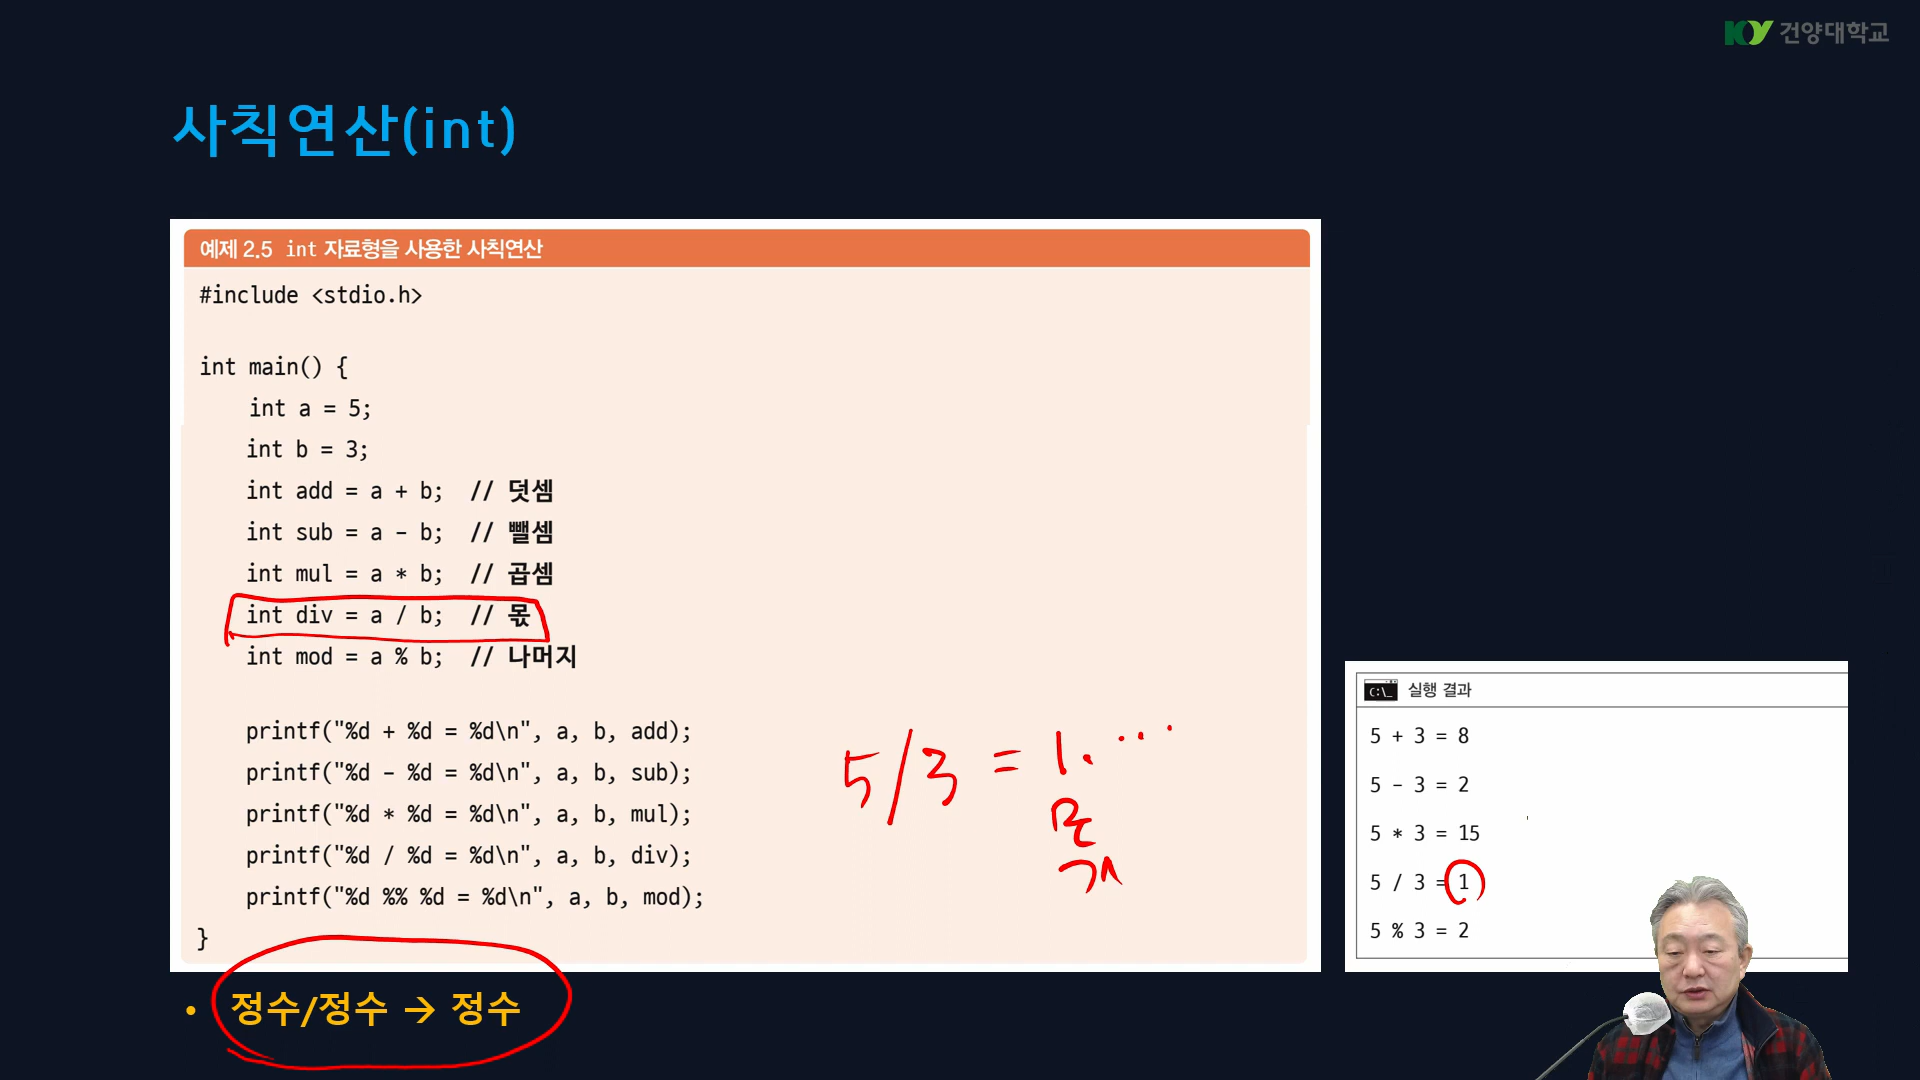 KY 건양대학교
사칙연산(int)
예제 2.5 int 자료형을 사용한 사칙연산
#include <stdio.h>
int main() {
int a = 5;
int b = 3;
int add = a + b; // 덧셈
int sub = a - b; // 뺄셈
int mul = a * b; // 곱셈
int div = a / b; // 몫
int mod = a % b; // 나머지
printf("%d + %d = %d\n", a, b, add);
printf("%d - %d = %d\n", a, b, sub);
printf("%d * %d = %d\n", a, b, mul);
printf("%d / %d = %d\n", a, b, div);
printf("%d %% %d = %d\n", a, b, mod);
}
5/3 = 1. ...
C:\_ 실행 결과
5 + 3 = 8
5 - 3 = 2
5 * 3 = 15
5 / 3 = 1
5 % 3 = 2
• 정수/정수 → 정수